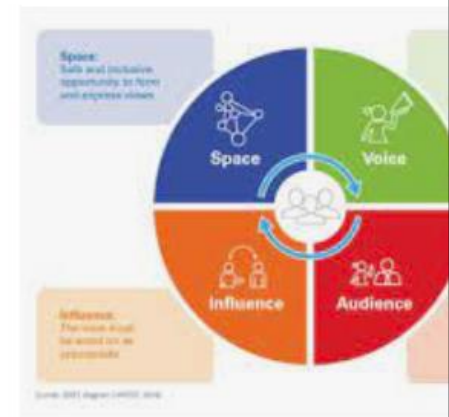 Space:
Safe and inclusive
opportunity to form
and express views
Space
Voice
Influence
Audience
Influence:
The view must
be acted on as
appropriate